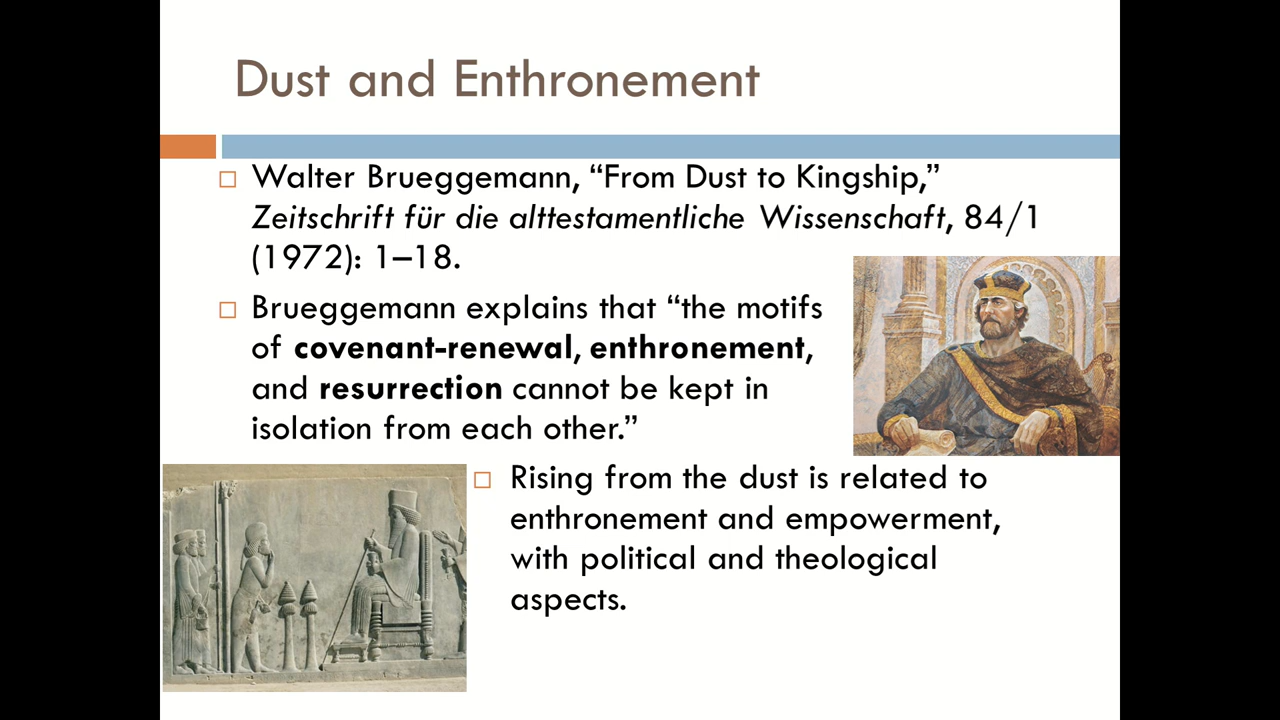 Dust and Enthronement
Walter Brueggemann, “From Dust to Kingship,”
Zeitschrift für die alttestamentliche Wissenschaft, 84/1
(1972): 1–18.
Brueggemann explains that “the motifs
of covenant-renewal, enthronement,
and resurrection cannot be kept in
isolation from each other.”
Rising from the dust is related to
enthronement and empowerment,
with political and theological
aspects.